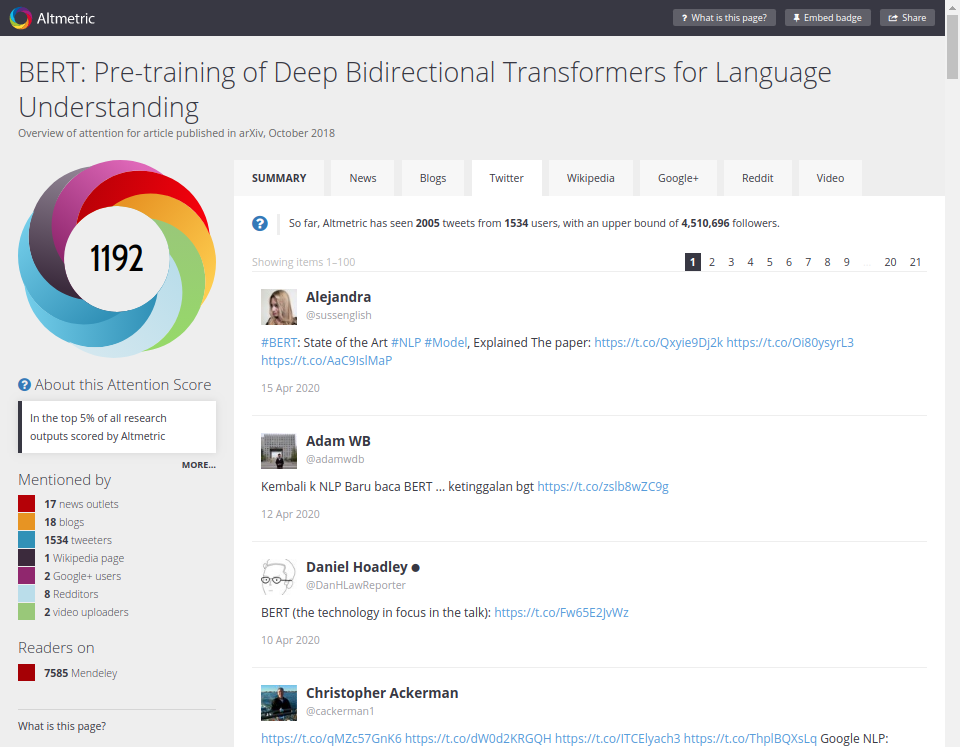 Altmetric
? What is this page?
Embed badge
Share
BERT: Pre-training of Deep Bidirectional Transformers for Language
Understanding
Overview of attention for article published in arXiv, October 2018
1192
? About this Attention Score
In the top 5% of all research
outputs scored by Altmetric
MORE...
Mentioned by
17 news outlets
18 blogs
1534 tweeters
1 Wikipedia page
2 Google+ users
8 Redditors
2 video uploaders
Readers on
7585 Mendeley
What is this page?
SUMMARY News Blogs Twitter Wikipedia Google+ Reddit Video
? So far, Altmetric has seen 2005 tweets from 1534 users, with an upper bound of 4,510,696 followers.
Showing items 1–100
1 2 3 4 5 6 7 8 9 … 20 21
Alejandra
@sussenglish
#BERT: State of the Art #NLP #Model, Explained The paper: https://t.co/Qxyie9Dj2k https://t.co/Oi80ysyrL3
https://t.co/AaC9IslMaP
15 Apr 2020
Adam WB
@adamwdb
Kembali k NLP Baru baca BERT ... ketinggalan bgt https://t.co/zslb8wZC9g
12 Apr 2020
Daniel Hoadley ●
@DanHLawReporter
BERT (the technology in focus in the talk): https://t.co/Fw65E2JvWz
10 Apr 2020
Christopher Ackerman
@cackerman1
https://t.co/qMZc57GnK6 https://t.co/dW0d2KRGQH https://t.co/ITCElyach3 https://t.co/ThplBQXsLq Google NLP: